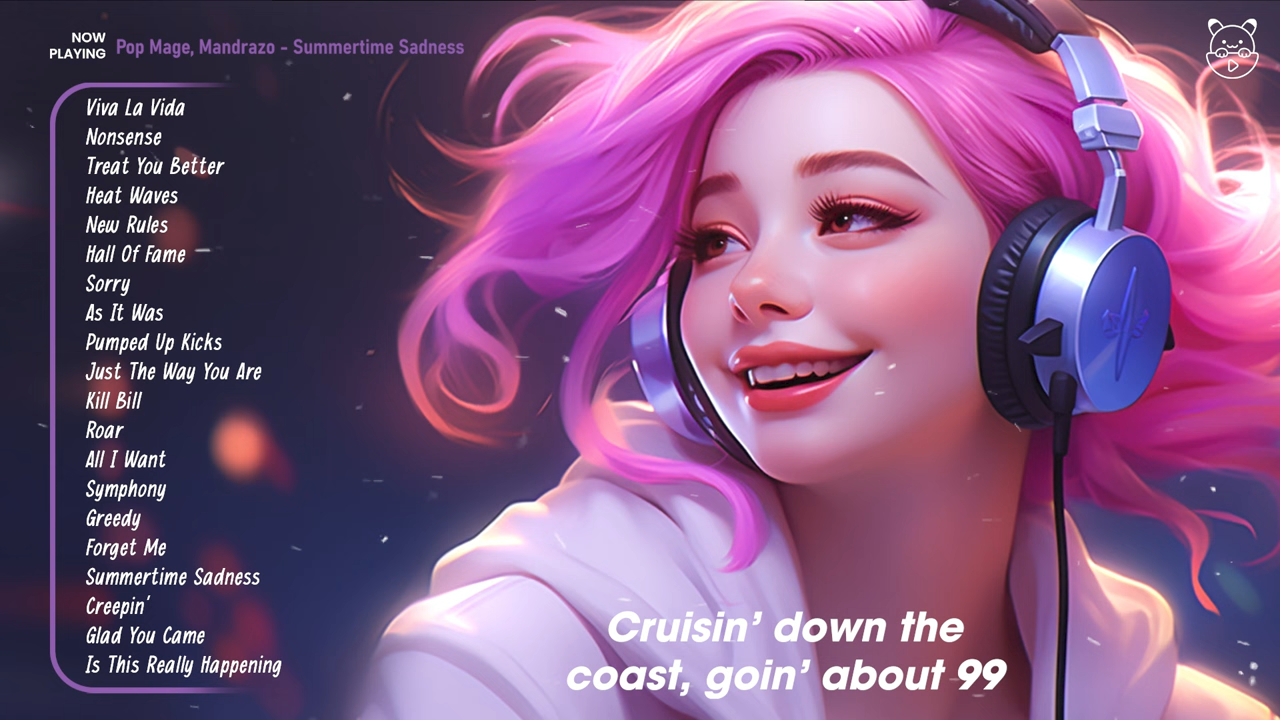 NOW
PLAYING
Pop Mage, Mandrazo - Summertime Sadness
Viva La Vida
Nonsense
Treat You Better
Heat Waves
New Rules
Hall Of Fame
Sorry
As It Was
Pumped Up Kicks
Just The Way You Are
Kill Bill
Roar
All I Want
Symphony
Greedy
Forget Me
Summertime Sadness
Creepin'
Glad You Came
Is This Really Happening
Cruisin' down the
coast, goin' about 99